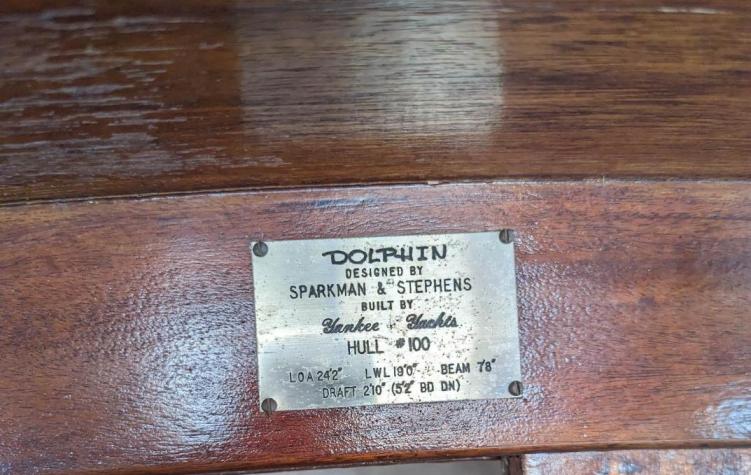 DOLPHIN
DESIGNED BY
SPARKMAN & STEPHENS
BUILT BY
Yankee Yachts
HULL #100
LOA 24'2" LWL 19'0" BEAM 7'8"
DRAFT 2'10" (5'2" BD DN)